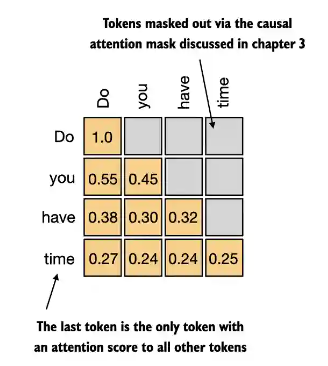 Tokens masked out via the causal
attention mask discussed in chapter 3
Do you have time
Do 1.0
you 0.55 0.45
have 0.38 0.30 0.32
time 0.27 0.24 0.24 0.25
The last token is the only token with
an attention score to all other tokens